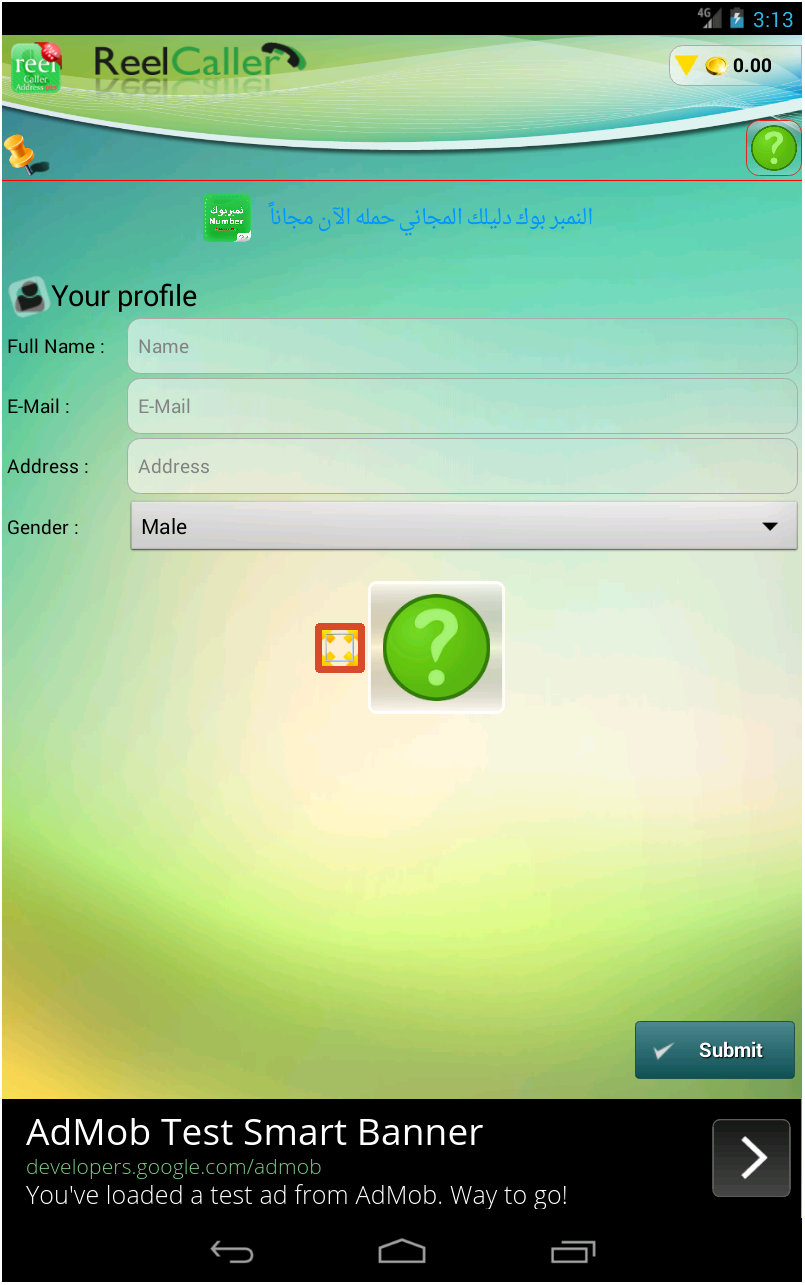 4G 3:13
reel
Caller
Address
ReelCaller
0.00
نمبر بوك
Number
النمبر بوك دليلك المجاني حمله الآن مجاناً
Your profile
Full Name : Name
E-Mail : E-Mail
Address : Address
Gender : Male
Submit
AdMob Test Smart Banner
developers.google.com/admob
You've loaded a test ad from AdMob. Way to go!